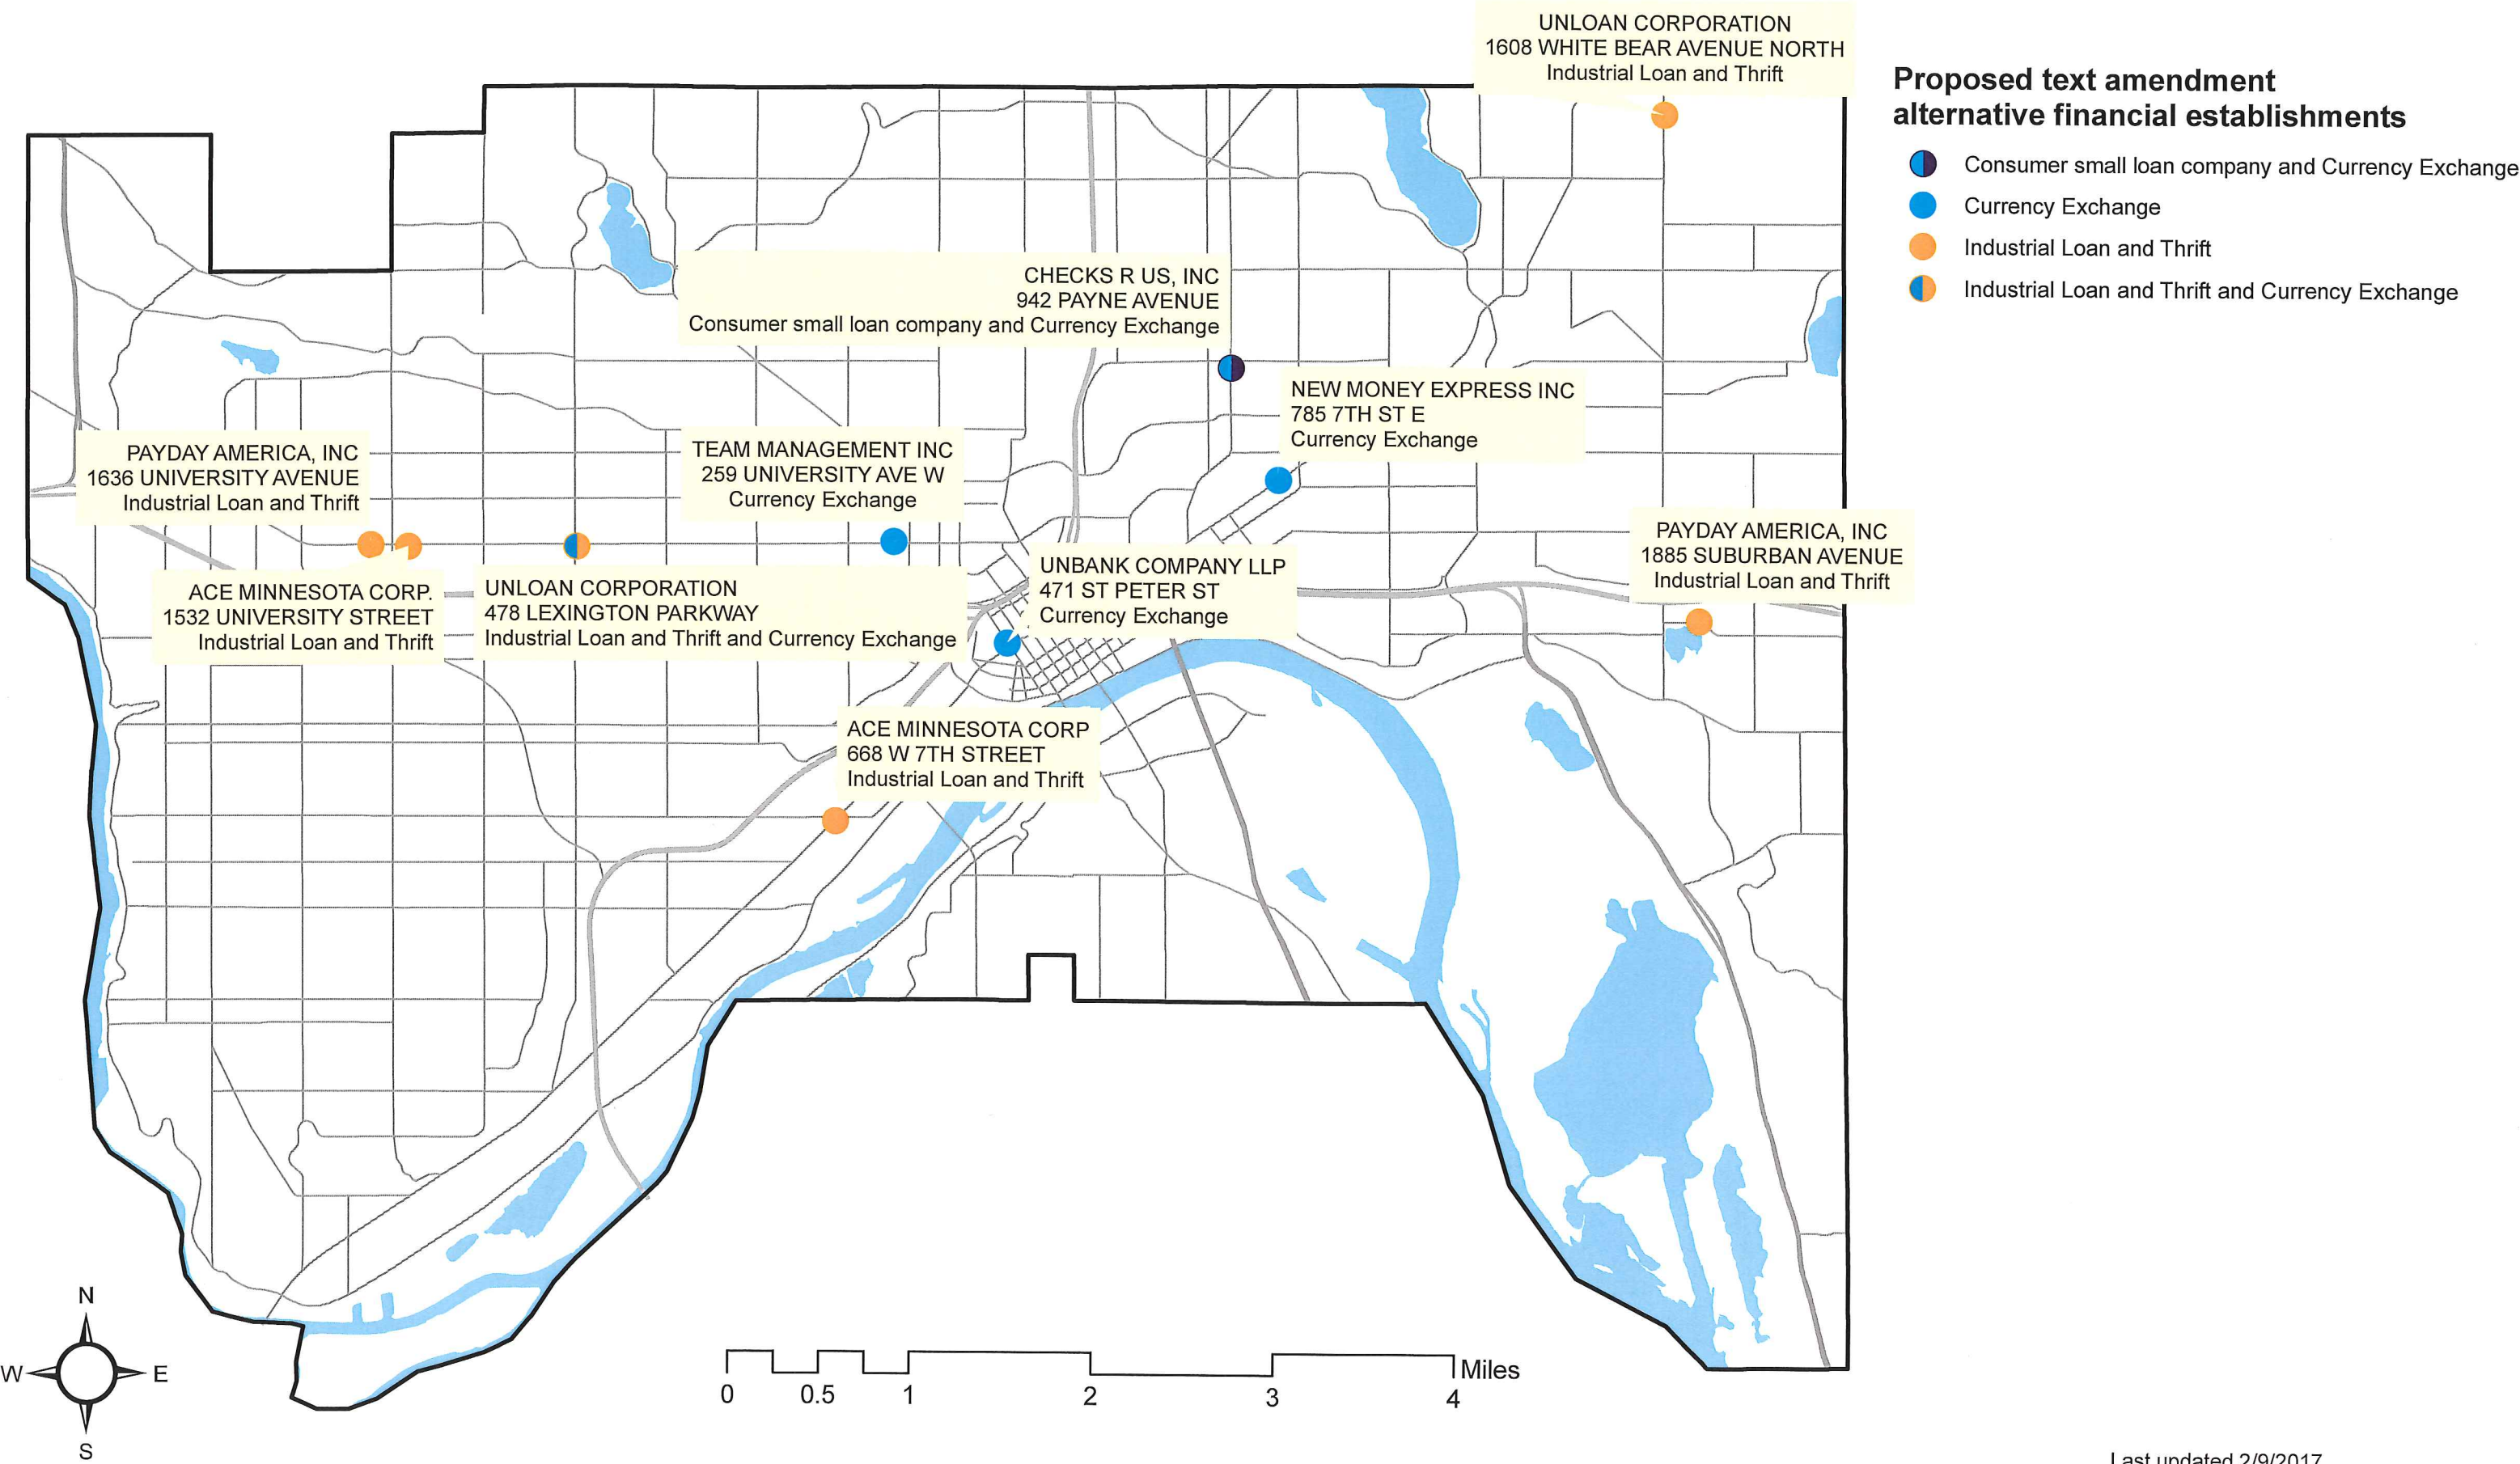 UNLOAN CORPORATION
1608 WHITE BEAR AVENUE NORTH
Industrial Loan and Thrift
Proposed text amendment
alternative financial establishments
Consumer small loan company and Currency Exchange
Currency Exchange
Industrial Loan and Thrift
Industrial Loan and Thrift and Currency Exchange
CHECKS R US, INC
942 PAYNE AVENUE
Consumer small loan company and Currency Exchange
NEW MONEY EXPRESS INC
785 7TH ST E
Currency Exchange
PAYDAY AMERICA, INC
1636 UNIVERSITY AVENUE
Industrial Loan and Thrift
TEAM MANAGEMENT INC
259 UNIVERSITY AVE W
Currency Exchange
PAYDAY AMERICA, INC
1885 SUBURBAN AVENUE
Industrial Loan and Thrift
ACE MINNESOTA CORP.
1532 UNIVERSITY STREET
Industrial Loan and Thrift
UNLOAN CORPORATION
478 LEXINGTON PARKWAY
Industrial Loan and Thrift and Currency Exchange
UNBANK COMPANY LLP
471 ST PETER ST
Currency Exchange
ACE MINNESOTA CORP
668 W 7TH STREET
Industrial Loan and Thrift
N
W E
S
Miles
0 0.5 1 2 3 4
Last updated 2/9/2017